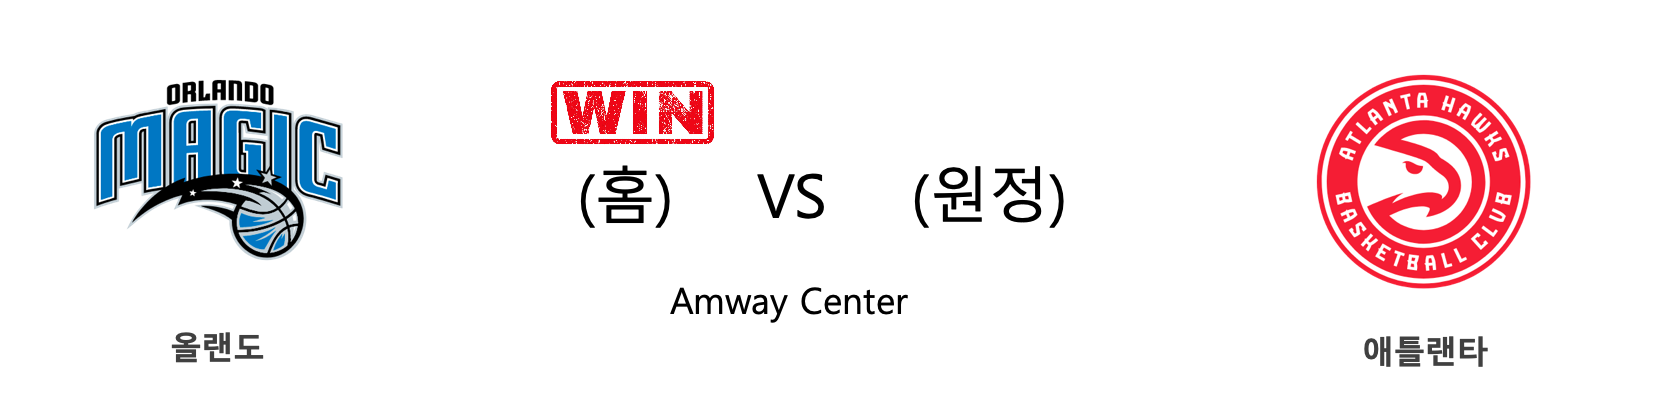 ORLANDO
MAGIC
올랜도
WIN
(홈) VS (원정)
Amway Center
ATLANTA HAWKS
BASKETBALL CLUB
애틀랜타